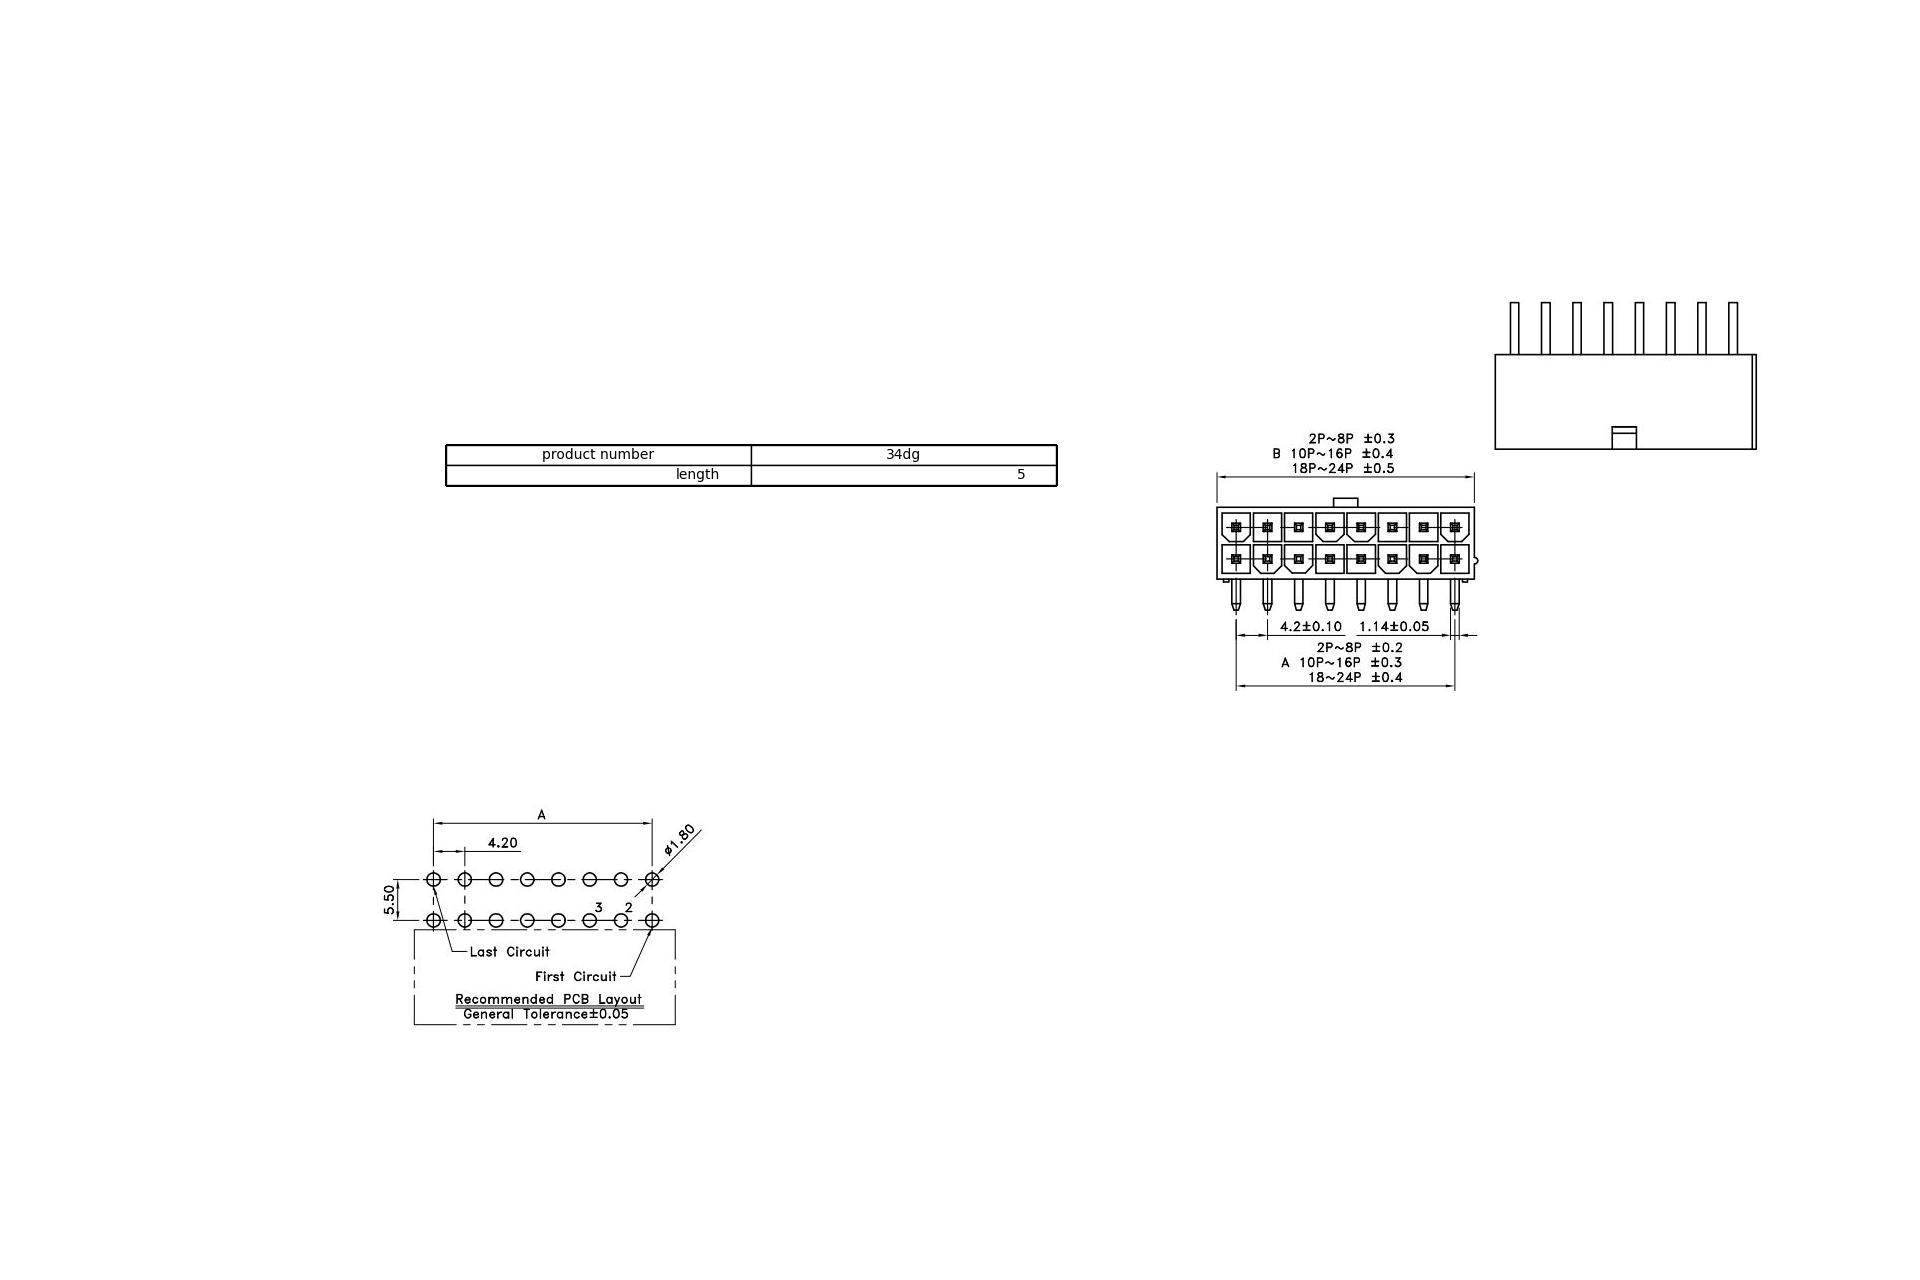 2P~8P ±0.3
B 10P~16P ±0.4
18P~24P ±0.5
product number 34dg
length 5
4.2±0.10 1.14±0.05
2P~8P ±0.2
A 10P~16P ±0.3
18~24P ±0.4
A
4.20
ø1.80
5.50
3 2
Last Circuit
First Circuit
Recommended PCB Layout
General Tolerance±0.05